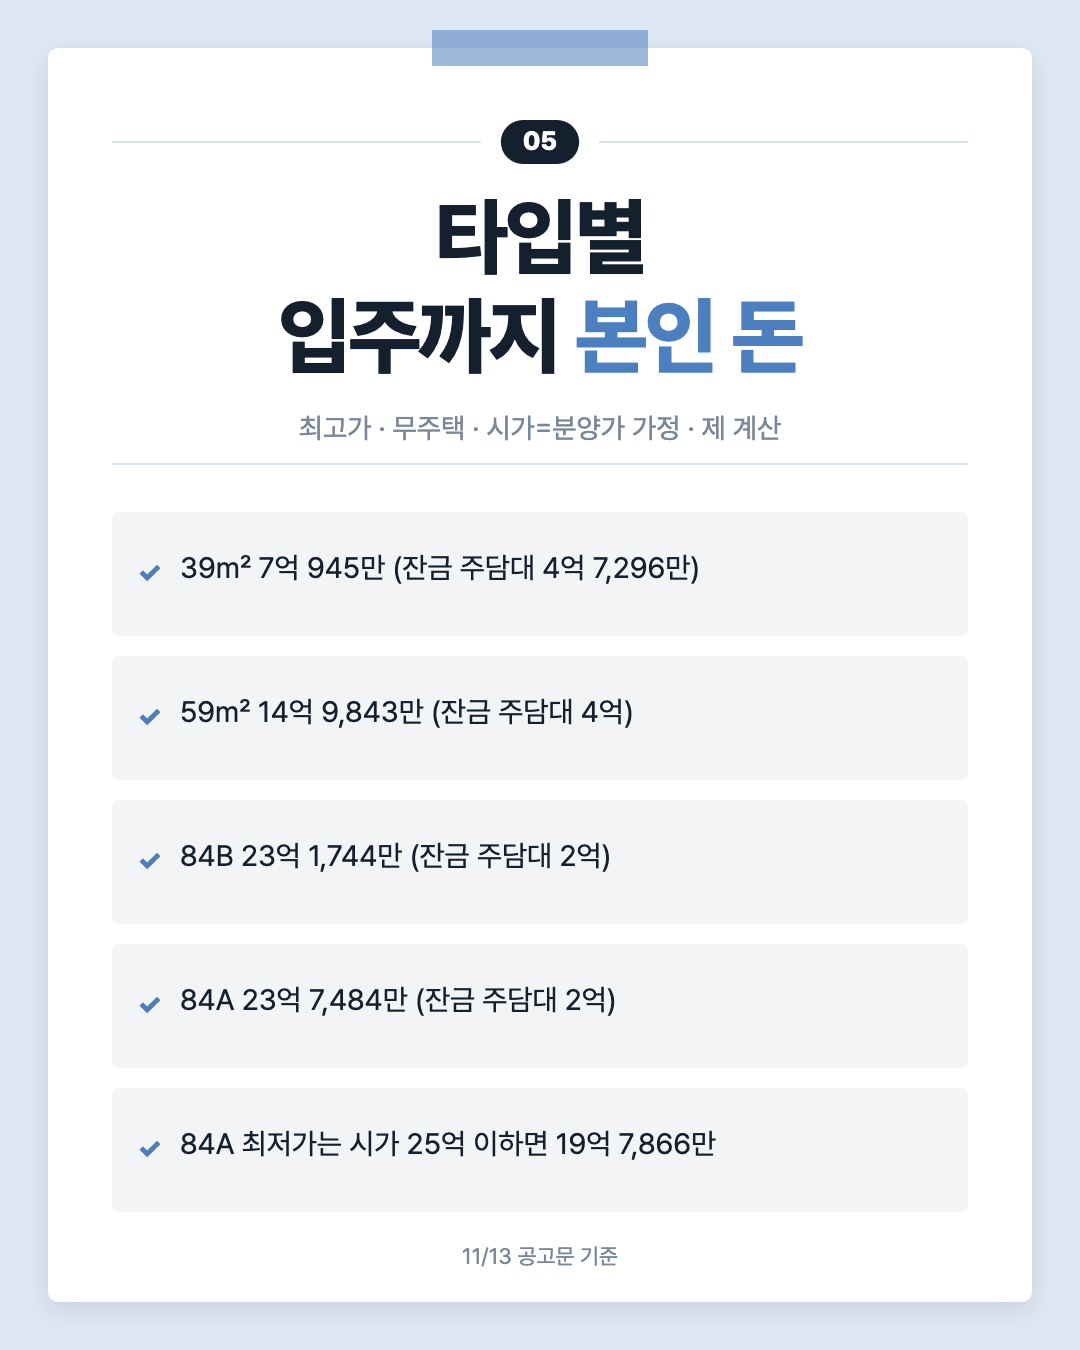 05
타입별
입주까지 본인 돈
최고가 · 무주택 · 시가=분양가 가정 · 제 계산
39m² 7억 945만 (잔금 주담대 4억 7,296만)
59m² 14억 9,843만 (잔금 주담대 4억)
84B 23억 1,744만 (잔금 주담대 2억)
84A 23억 7,484만 (잔금 주담대 2억)
84A 최저가는 시가 25억 이하면 19억 7,866만
11/13 공고문 기준